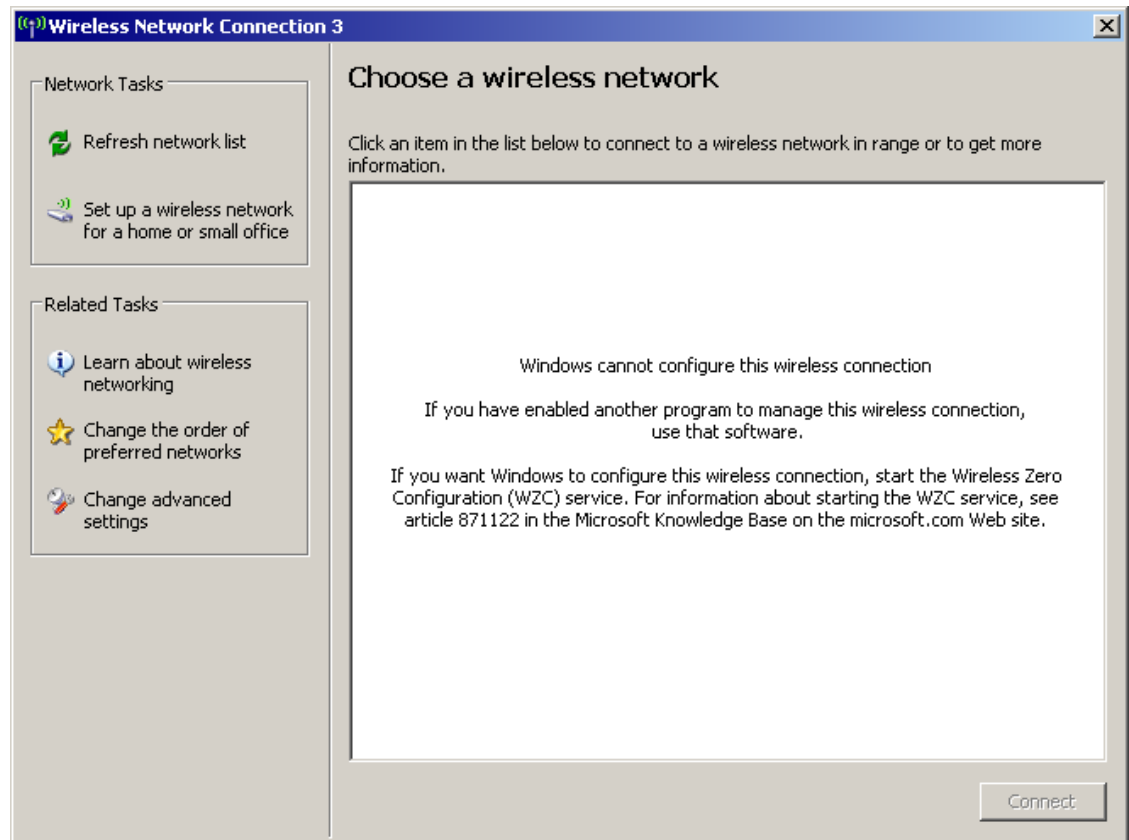 Wireless Network Connection 3
Network Tasks
Refresh network list
Set up a wireless network
for a home or small office
Related Tasks
Learn about wireless
networking
Change the order of
preferred networks
Change advanced
settings
Choose a wireless network
Click an item in the list below to connect to a wireless network in range or to get more
information.
Windows cannot configure this wireless connection
If you have enabled another program to manage this wireless connection,
use that software.
If you want Windows to configure this wireless connection, start the Wireless Zero
Configuration (WZC) service. For information about starting the WZC service, see
article 871122 in the Microsoft Knowledge Base on the microsoft.com Web site.
Connect